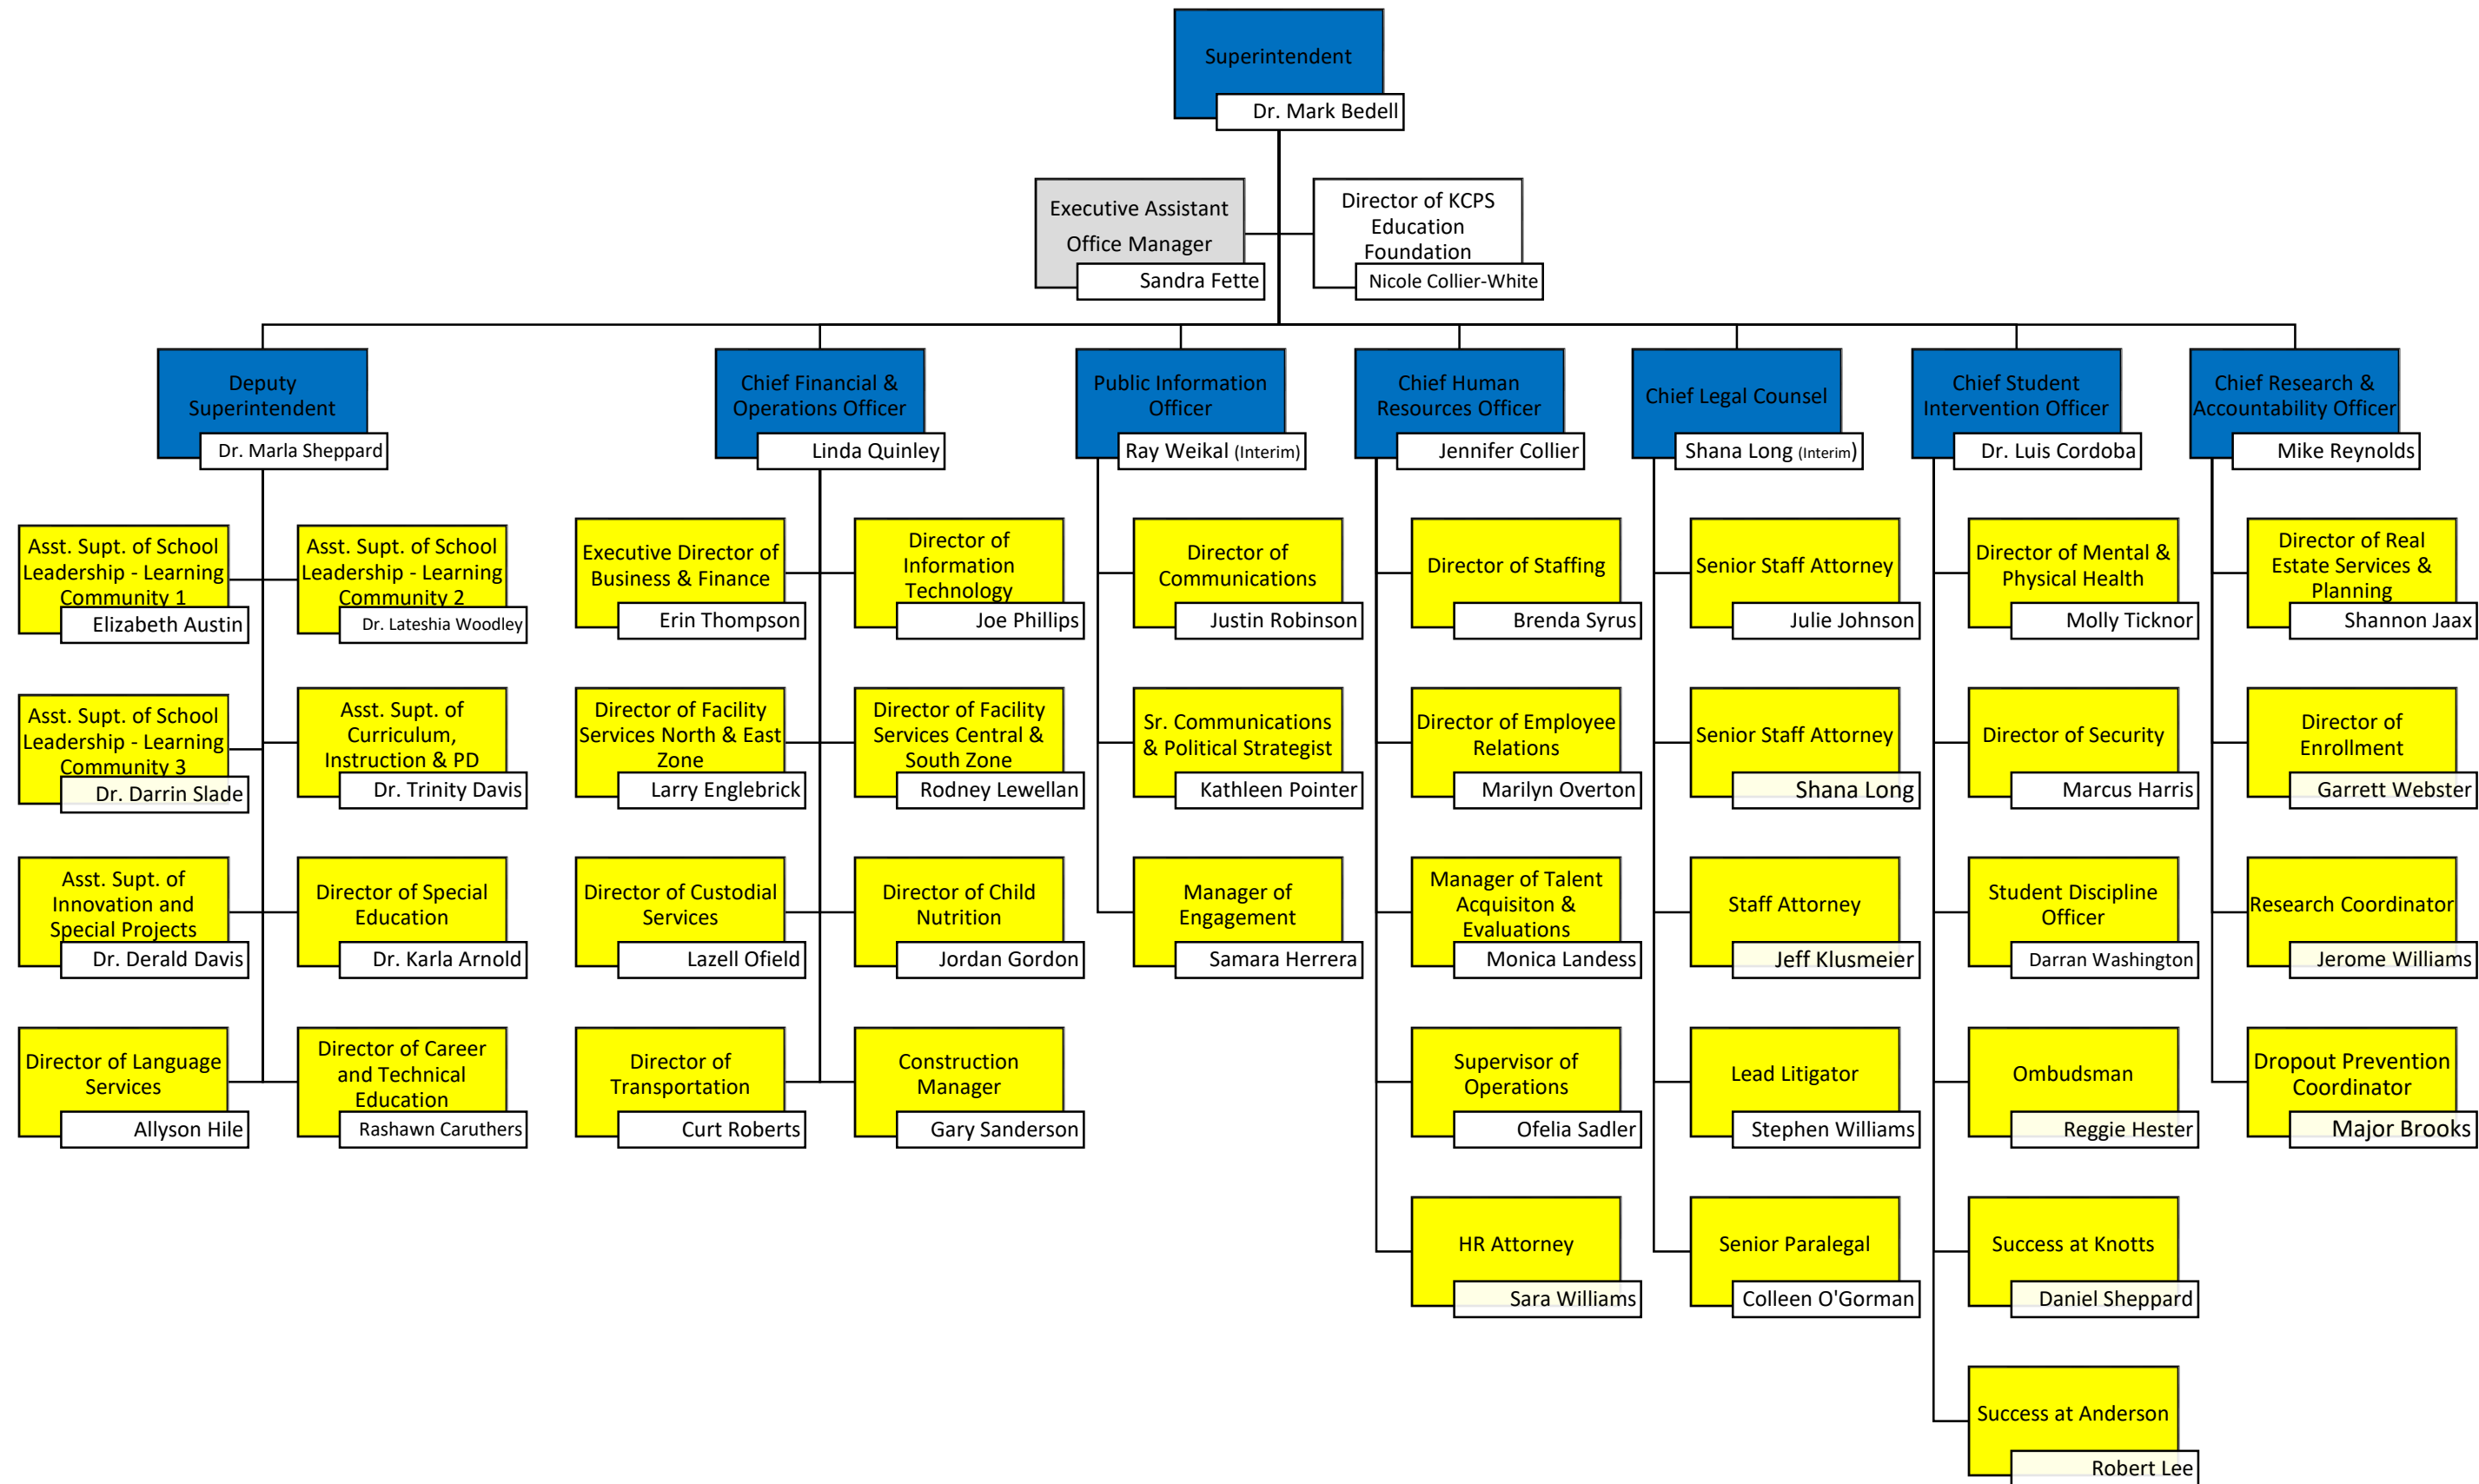 Superintendent
Dr. Mark Bedell
Executive Assistant
Office Manager
Sandra Fette
Director of KCPS
Education
Foundation
Nicole Collier-White
Deputy
Superintendent
Dr. Marla Sheppard
Chief Financial &
Operations Officer
Linda Quinley
Public Information
Officer
Ray Weikal (Interim)
Chief Human
Resources Officer
Jennifer Collier
Chief Legal Counsel
Shana Long (Interim)
Chief Student
Intervention Officer
Dr. Luis Cordoba
Chief Research &
Accountability Officer
Mike Reynolds
Asst. Supt. of School
Leadership - Learning
Community 1
Elizabeth Austin
Asst. Supt. of School
Leadership - Learning
Community 2
Dr. Lateshia Woodley
Executive Director of
Business & Finance
Erin Thompson
Director of
Information
Technology
Joe Phillips
Director of
Communications
Justin Robinson
Director of Staffing
Brenda Syrus
Senior Staff Attorney
Julie Johnson
Director of Mental &
Physical Health
Molly Ticknor
Director of Real
Estate Services &
Planning
Shannon Jaax
Asst. Supt. of School
Leadership - Learning
Community 3
Dr. Darrin Slade
Asst. Supt. of
Curriculum,
Instruction & PD
Dr. Trinity Davis
Director of Facility
Services North & East
Zone
Larry Englebrick
Director of Facility
Services Central &
South Zone
Rodney Lewellan
Sr. Communications
& Political Strategist
Kathleen Pointer
Director of Employee
Relations
Marilyn Overton
Senior Staff Attorney
Shana Long
Director of Security
Marcus Harris
Director of
Enrollment
Garrett Webster
Asst. Supt. of
Innovation and
Special Projects
Dr. Derald Davis
Director of Special
Education
Dr. Karla Arnold
Director of Custodial
Services
Lazell Ofield
Director of Child
Nutrition
Jordan Gordon
Manager of
Engagement
Samara Herrera
Manager of Talent
Acquisiton &
Evaluations
Monica Landess
Staff Attorney
Jeff Klusmeier
Student Discipline
Officer
Darran Washington
Research Coordinator
Jerome Williams
Director of Language
Services
Allyson Hile
Director of Career
and Technical
Education
Rashawn Caruthers
Director of
Transportation
Curt Roberts
Construction
Manager
Gary Sanderson
Supervisor of
Operations
Ofelia Sadler
Lead Litigator
Stephen Williams
Ombudsman
Reggie Hester
Dropout Prevention
Coordinator
Major Brooks
HR Attorney
Sara Williams
Senior Paralegal
Colleen O'Gorman
Success at Knotts
Daniel Sheppard
Success at Anderson
Robert Lee